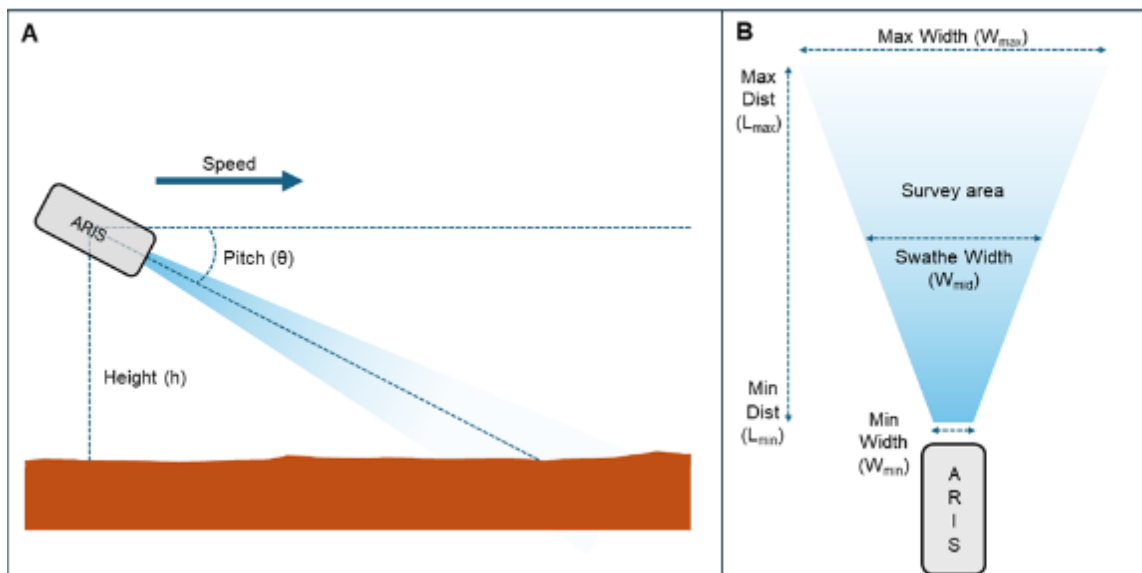 A
ARIS
Speed
Pitch (θ)
Height (h)
B
Max Width (Wmax)
Max
Dist
(Lmax)
Survey area
Swathe Width
(Wmid)
Min
Dist
(Lmin)
Min
Width
(Wmin)
A
R
I
S